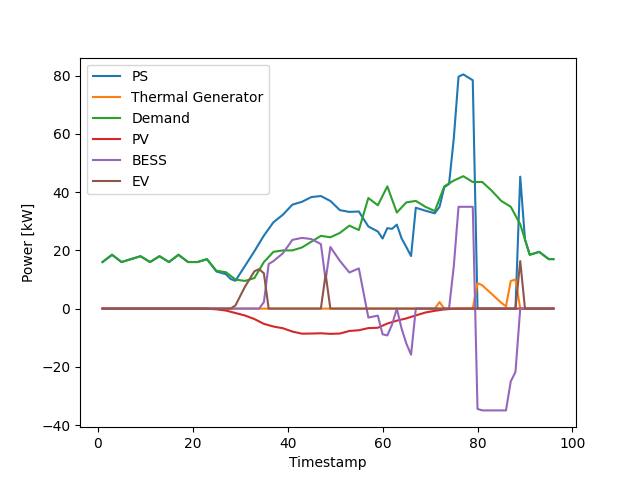 PS
Thermal Generator
Demand
PV
BESS
EV
Power [kW]
80
60
40
20
0
−20
−40
0 20 40 60 80 100
Timestamp